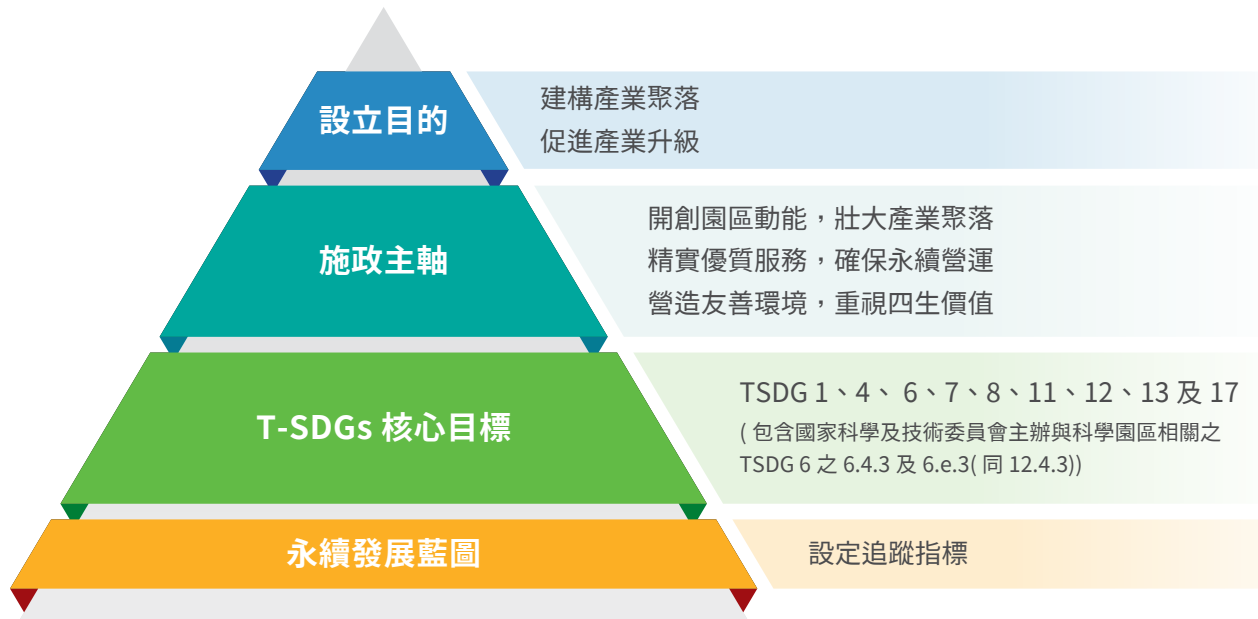 設立目的
建構產業聚落
促進產業升級
施政主軸
開創園區動能，壯大產業聚落
精實優質服務，確保永續營運
營造友善環境，重視四生價值
T-SDGs 核心目標
TSDG 1、4、 6、7、8、11、12、13 及 17
( 包含國家科學及技術委員會主辦與科學園區相關之
TSDG 6 之 6.4.3 及 6.e.3( 同 12.4.3))
永續發展藍圖
設定追蹤指標